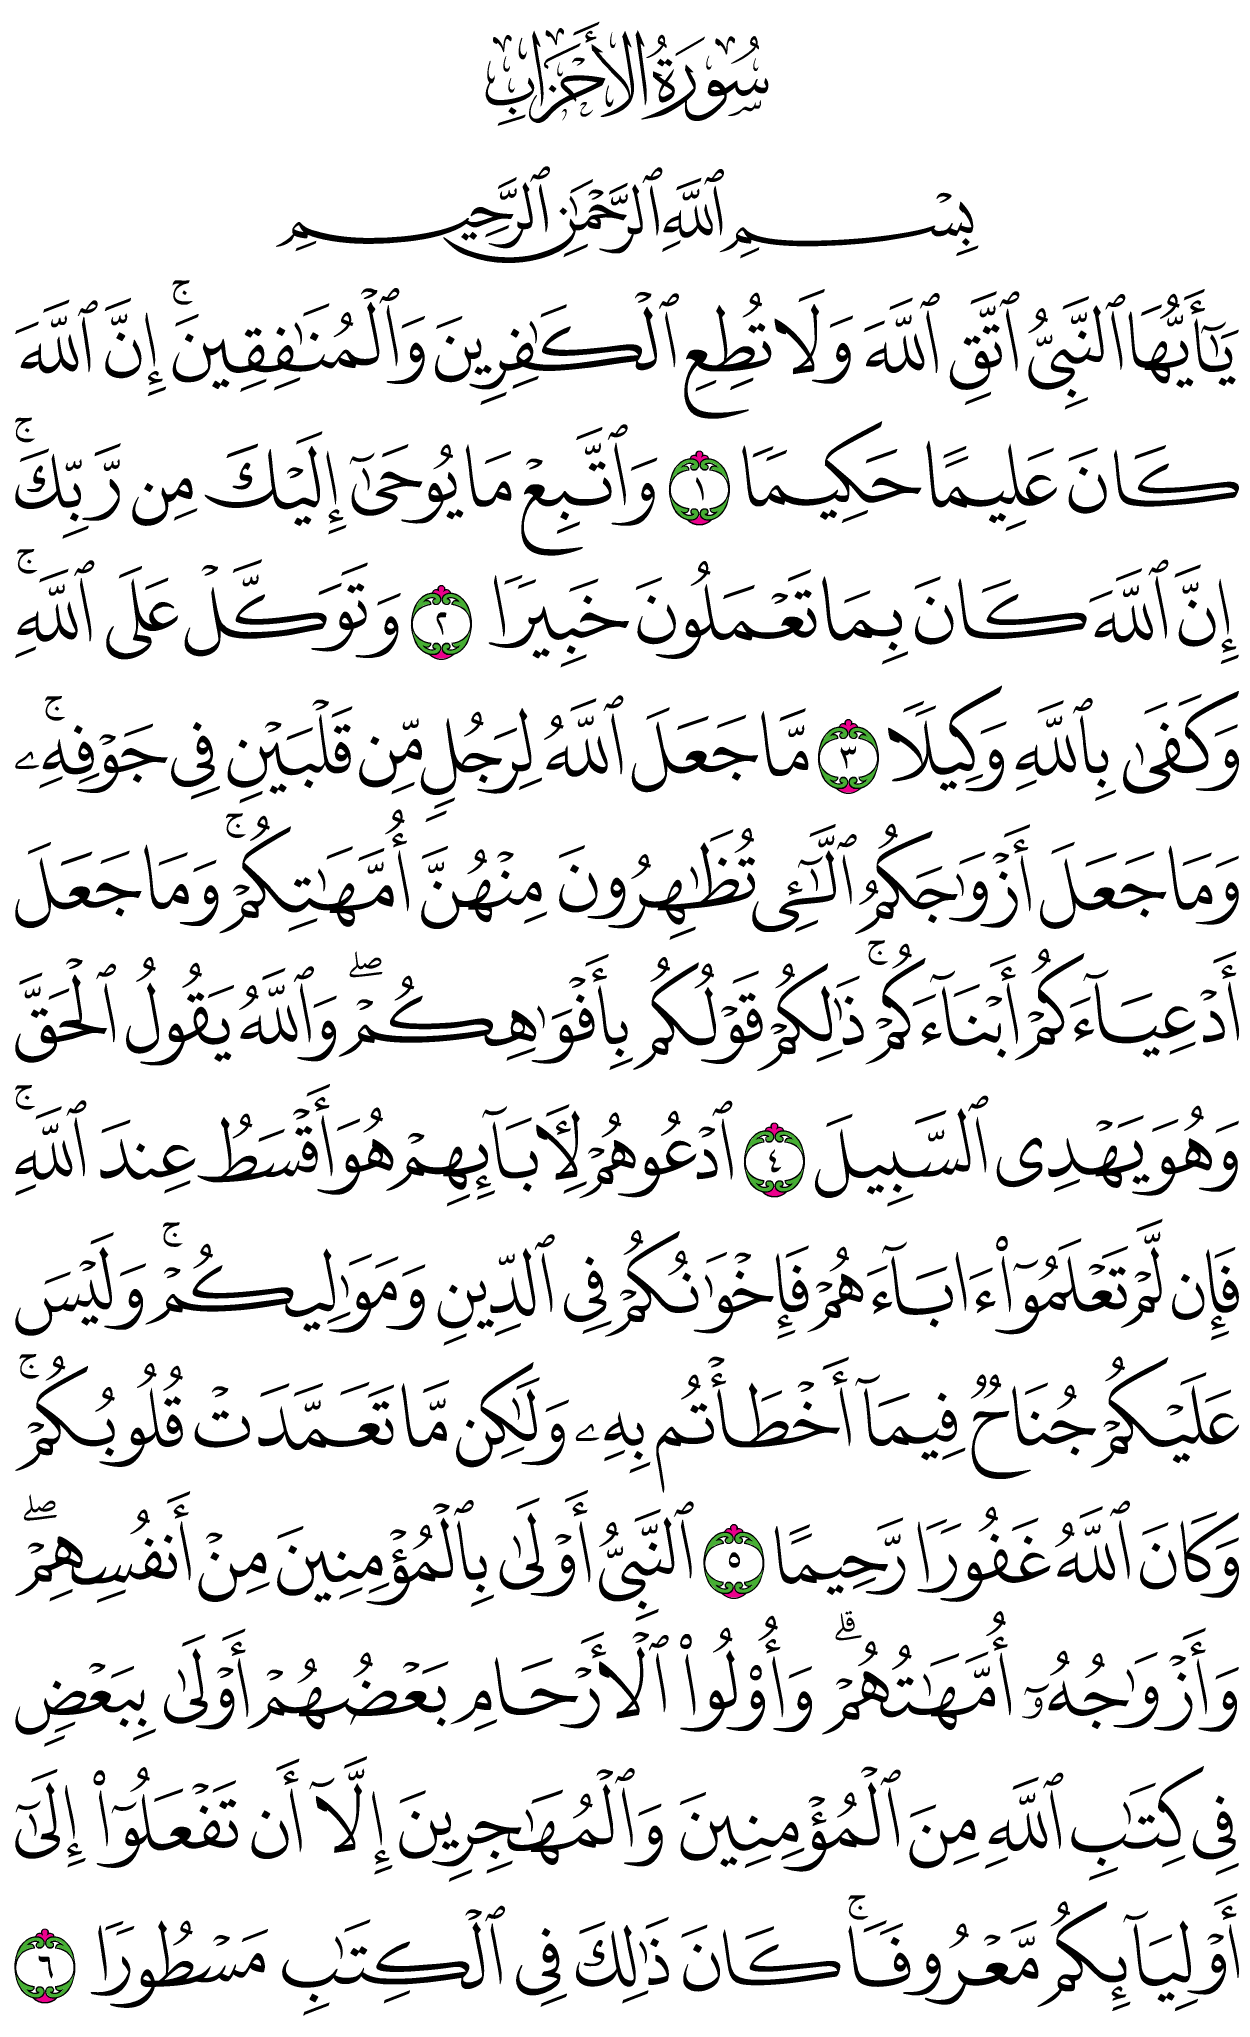 سُورَةُ الأَحْزَابِ
بِسْمِ ٱللَّهِ ٱلرَّحْمَٰنِ ٱلرَّحِيمِ
يَٰٓأَيُّهَا ٱلنَّبِىُّ ٱتَّقِ ٱللَّهَ وَلَا تُطِعِ ٱلْكَٰفِرِينَ وَٱلْمُنَٰفِقِينَ ۚ إِنَّ ٱللَّهَ
كَانَ عَلِيمًا حَكِيمًا ١ وَٱتَّبِعْ مَا يُوحَىٰٓ إِلَيْكَ مِن رَّبِّكَ ۚ
إِنَّ ٱللَّهَ كَانَ بِمَا تَعْمَلُونَ خَبِيرًا ٢ وَتَوَكَّلْ عَلَى ٱللَّهِ ۚ
وَكَفَىٰ بِٱللَّهِ وَكِيلًا ٣ مَّا جَعَلَ ٱللَّهُ لِرَجُلٍ مِّن قَلْبَيْنِ فِى جَوْفِهِۦ ۚ
وَمَا جَعَلَ أَزْوَٰجَكُمُ ٱلَّٰٓـِٔى تُظَٰهِرُونَ مِنْهُنَّ أُمَّهَٰتِكُمْ ۚ وَمَا جَعَلَ
أَدْعِيَآءَكُمْ أَبْنَآءَكُمْ ۚ ذَٰلِكُمْ قَوْلُكُم بِأَفْوَٰهِكُمْ ۖ وَٱللَّهُ يَقُولُ ٱلْحَقَّ
وَهُوَ يَهْدِى ٱلسَّبِيلَ ٤ ٱدْعُوهُمْ لِـَٔابَآئِهِمْ هُوَ أَقْسَطُ عِندَ ٱللَّهِ ۚ
فَإِن لَّمْ تَعْلَمُوٓا۟ ءَابَآءَهُمْ فَإِخْوَٰنُكُمْ فِى ٱلدِّينِ وَمَوَٰلِيكُمْ ۚ وَلَيْسَ
عَلَيْكُمْ جُنَاحٌ فِيمَآ أَخْطَأْتُم بِهِۦ وَلَٰكِن مَّا تَعَمَّدَتْ قُلُوبُكُمْ ۚ
وَكَانَ ٱللَّهُ غَفُورًا رَّحِيمًا ٥ ٱلنَّبِىُّ أَوْلَىٰ بِٱلْمُؤْمِنِينَ مِنْ أَنفُسِهِمْ ۖ
وَأَزْوَٰجُهُۥٓ أُمَّهَٰتُهُمْ ۗ وَأُو۟لُوا۟ ٱلْأَرْحَامِ بَعْضُهُمْ أَوْلَىٰ بِبَعْضٍ
فِى كِتَٰبِ ٱللَّهِ مِنَ ٱلْمُؤْمِنِينَ وَٱلْمُهَٰجِرِينَ إِلَّآ أَن تَفْعَلُوٓا۟ إِلَىٰٓ
أَوْلِيَآئِكُم مَّعْرُوفًا ۚ كَانَ ذَٰلِكَ فِى ٱلْكِتَٰبِ مَسْطُورًا ٦